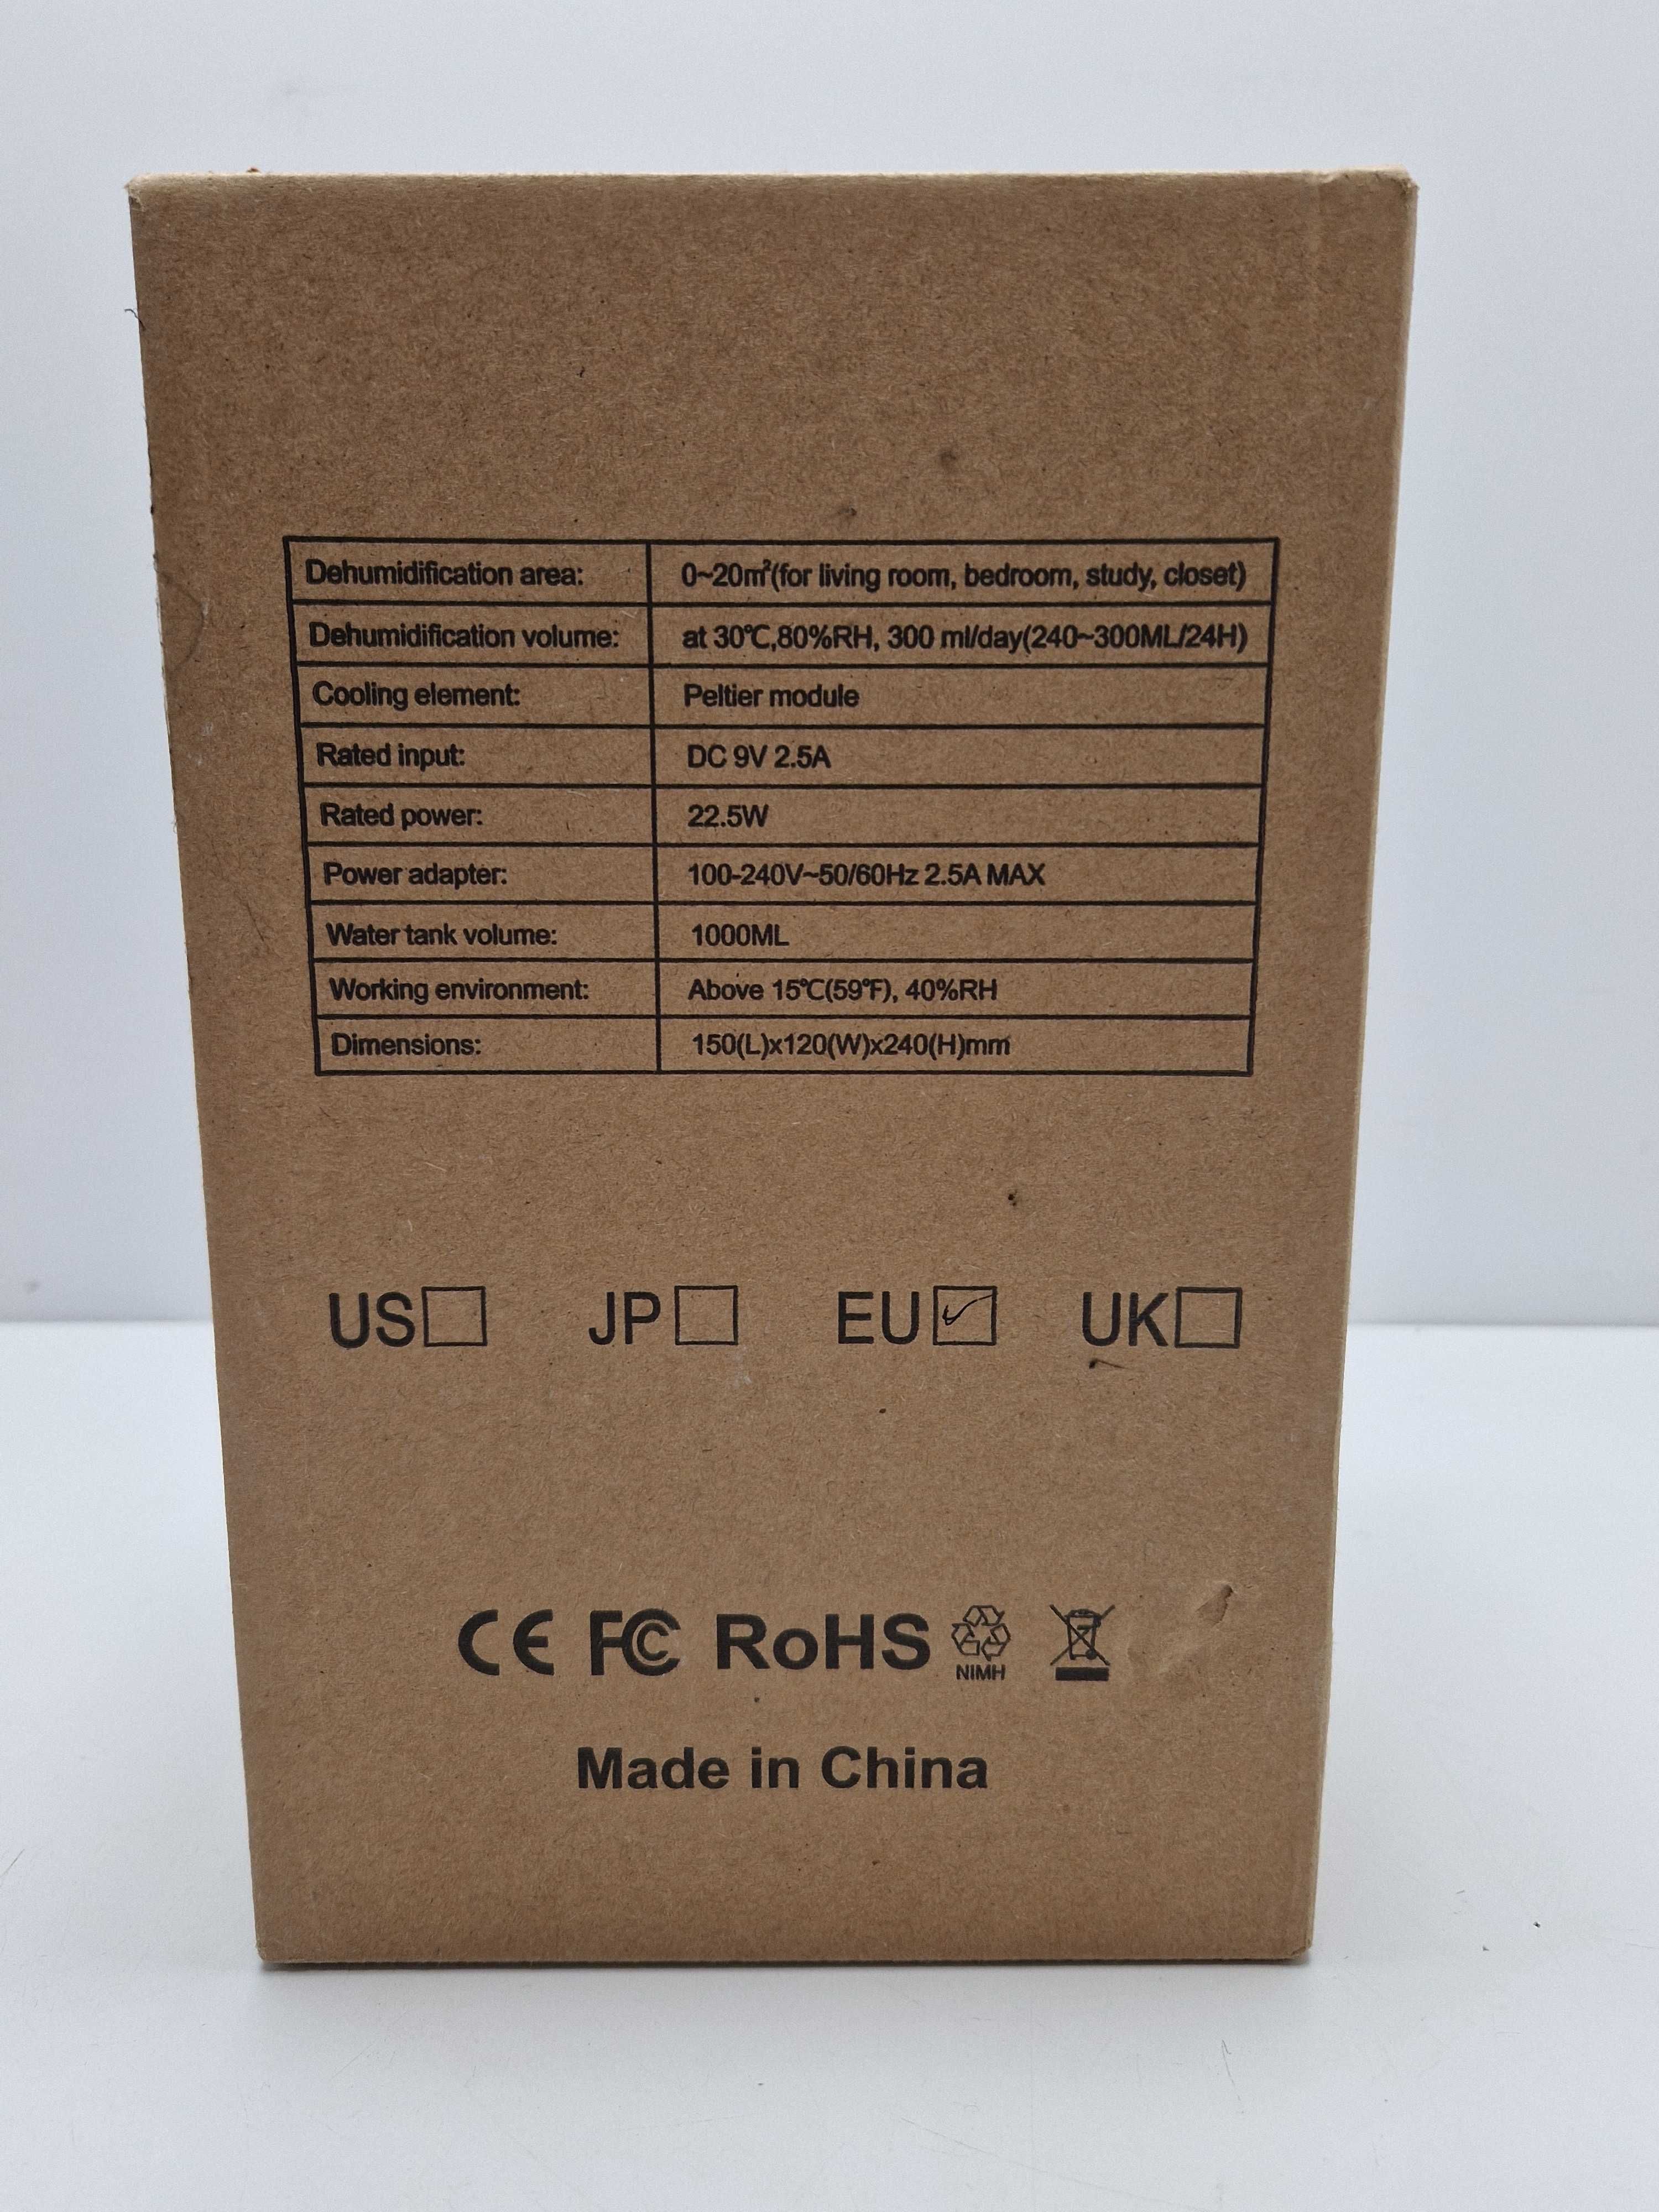 Dehumidification area: 0~20m²(for living room, bedroom, study, closet)
Dehumidification volume: at 30℃,80%RH, 300 ml/day(240~300ML/24H)
Cooling element: Peltier module
Rated input: DC 9V 2.5A
Rated power: 22.5W
Power adapter: 100-240V~50/60Hz 2.5A MAX
Water tank volume: 1000ML
Working environment: Above 15℃(59℉), 40%RH
Dimensions: 150(L)x120(W)x240(H)mm
US JP EU UK
CE FC RoHS
NIMH
Made in China